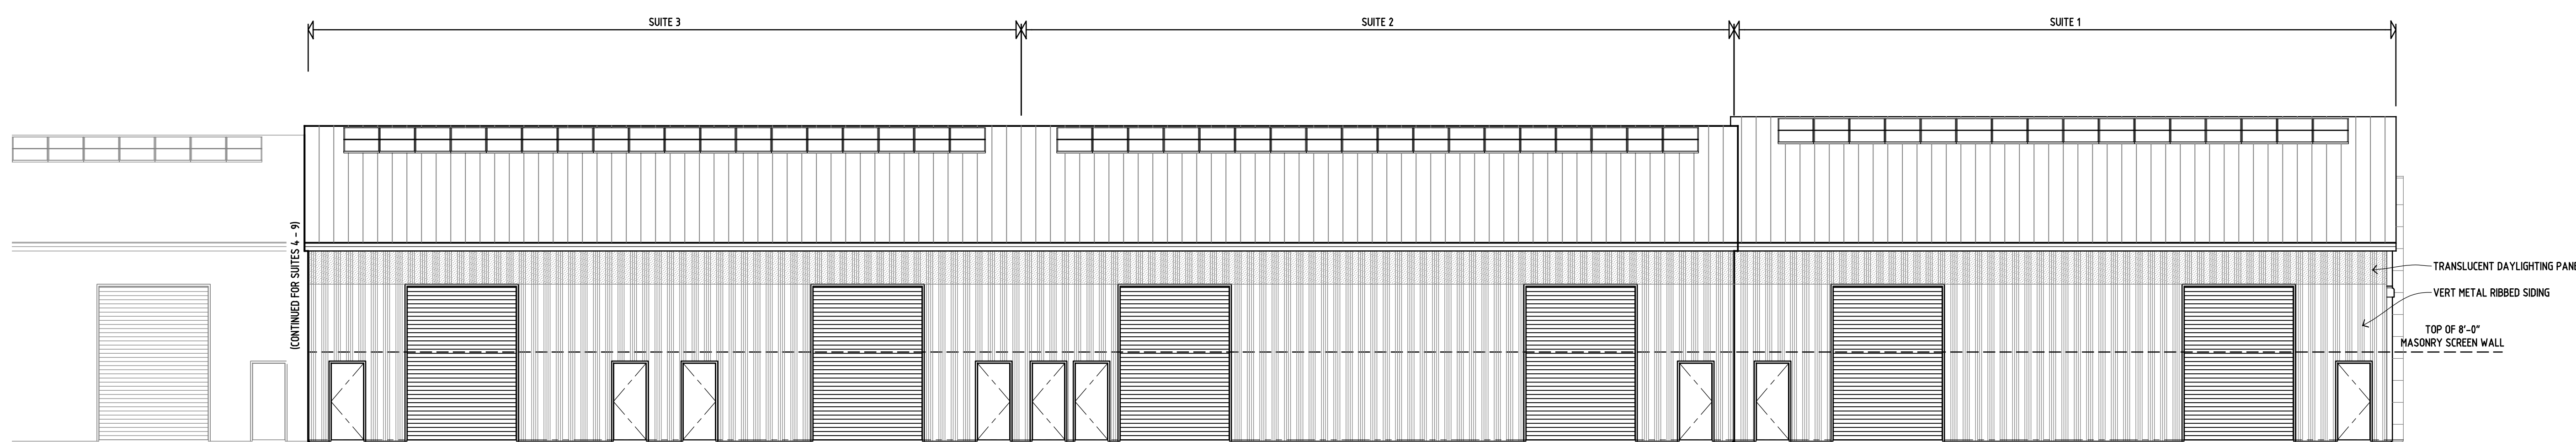 SUITE 3
SUITE 2
SUITE 1
(CONTINUED FOR SUITES 4 - 9)
TRANSLUCENT DAYLIGHTING PANE
VERT METAL RIBBED SIDING
TOP OF 8'-0"
MASONRY SCREEN WALL